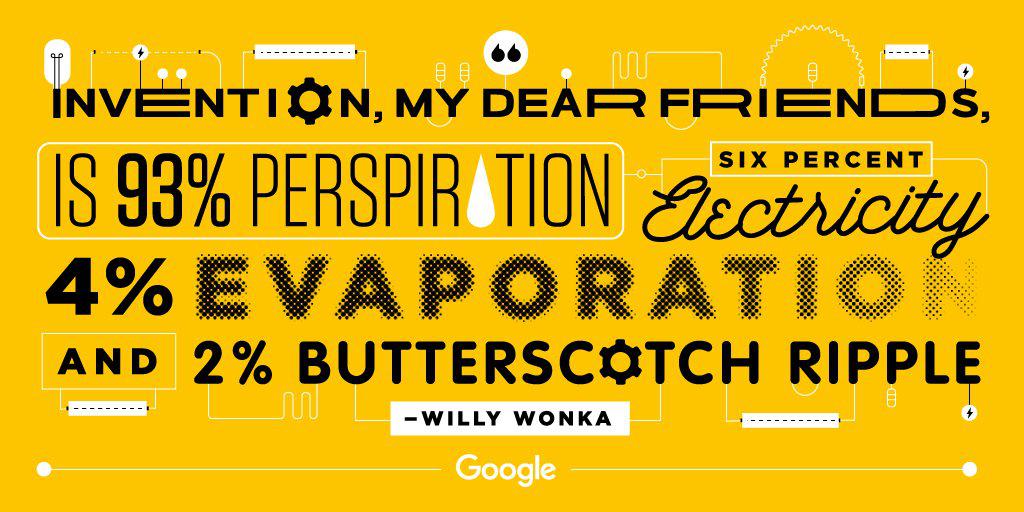 “
INVENTION, MY DEAR FRIENDS,
IS 93% PERSPIRATION
SIX PERCENT
Electricity
4% EVAPORATION
AND 2% BUTTERSCOTCH RIPPLE
–WILLY WONKA
Google